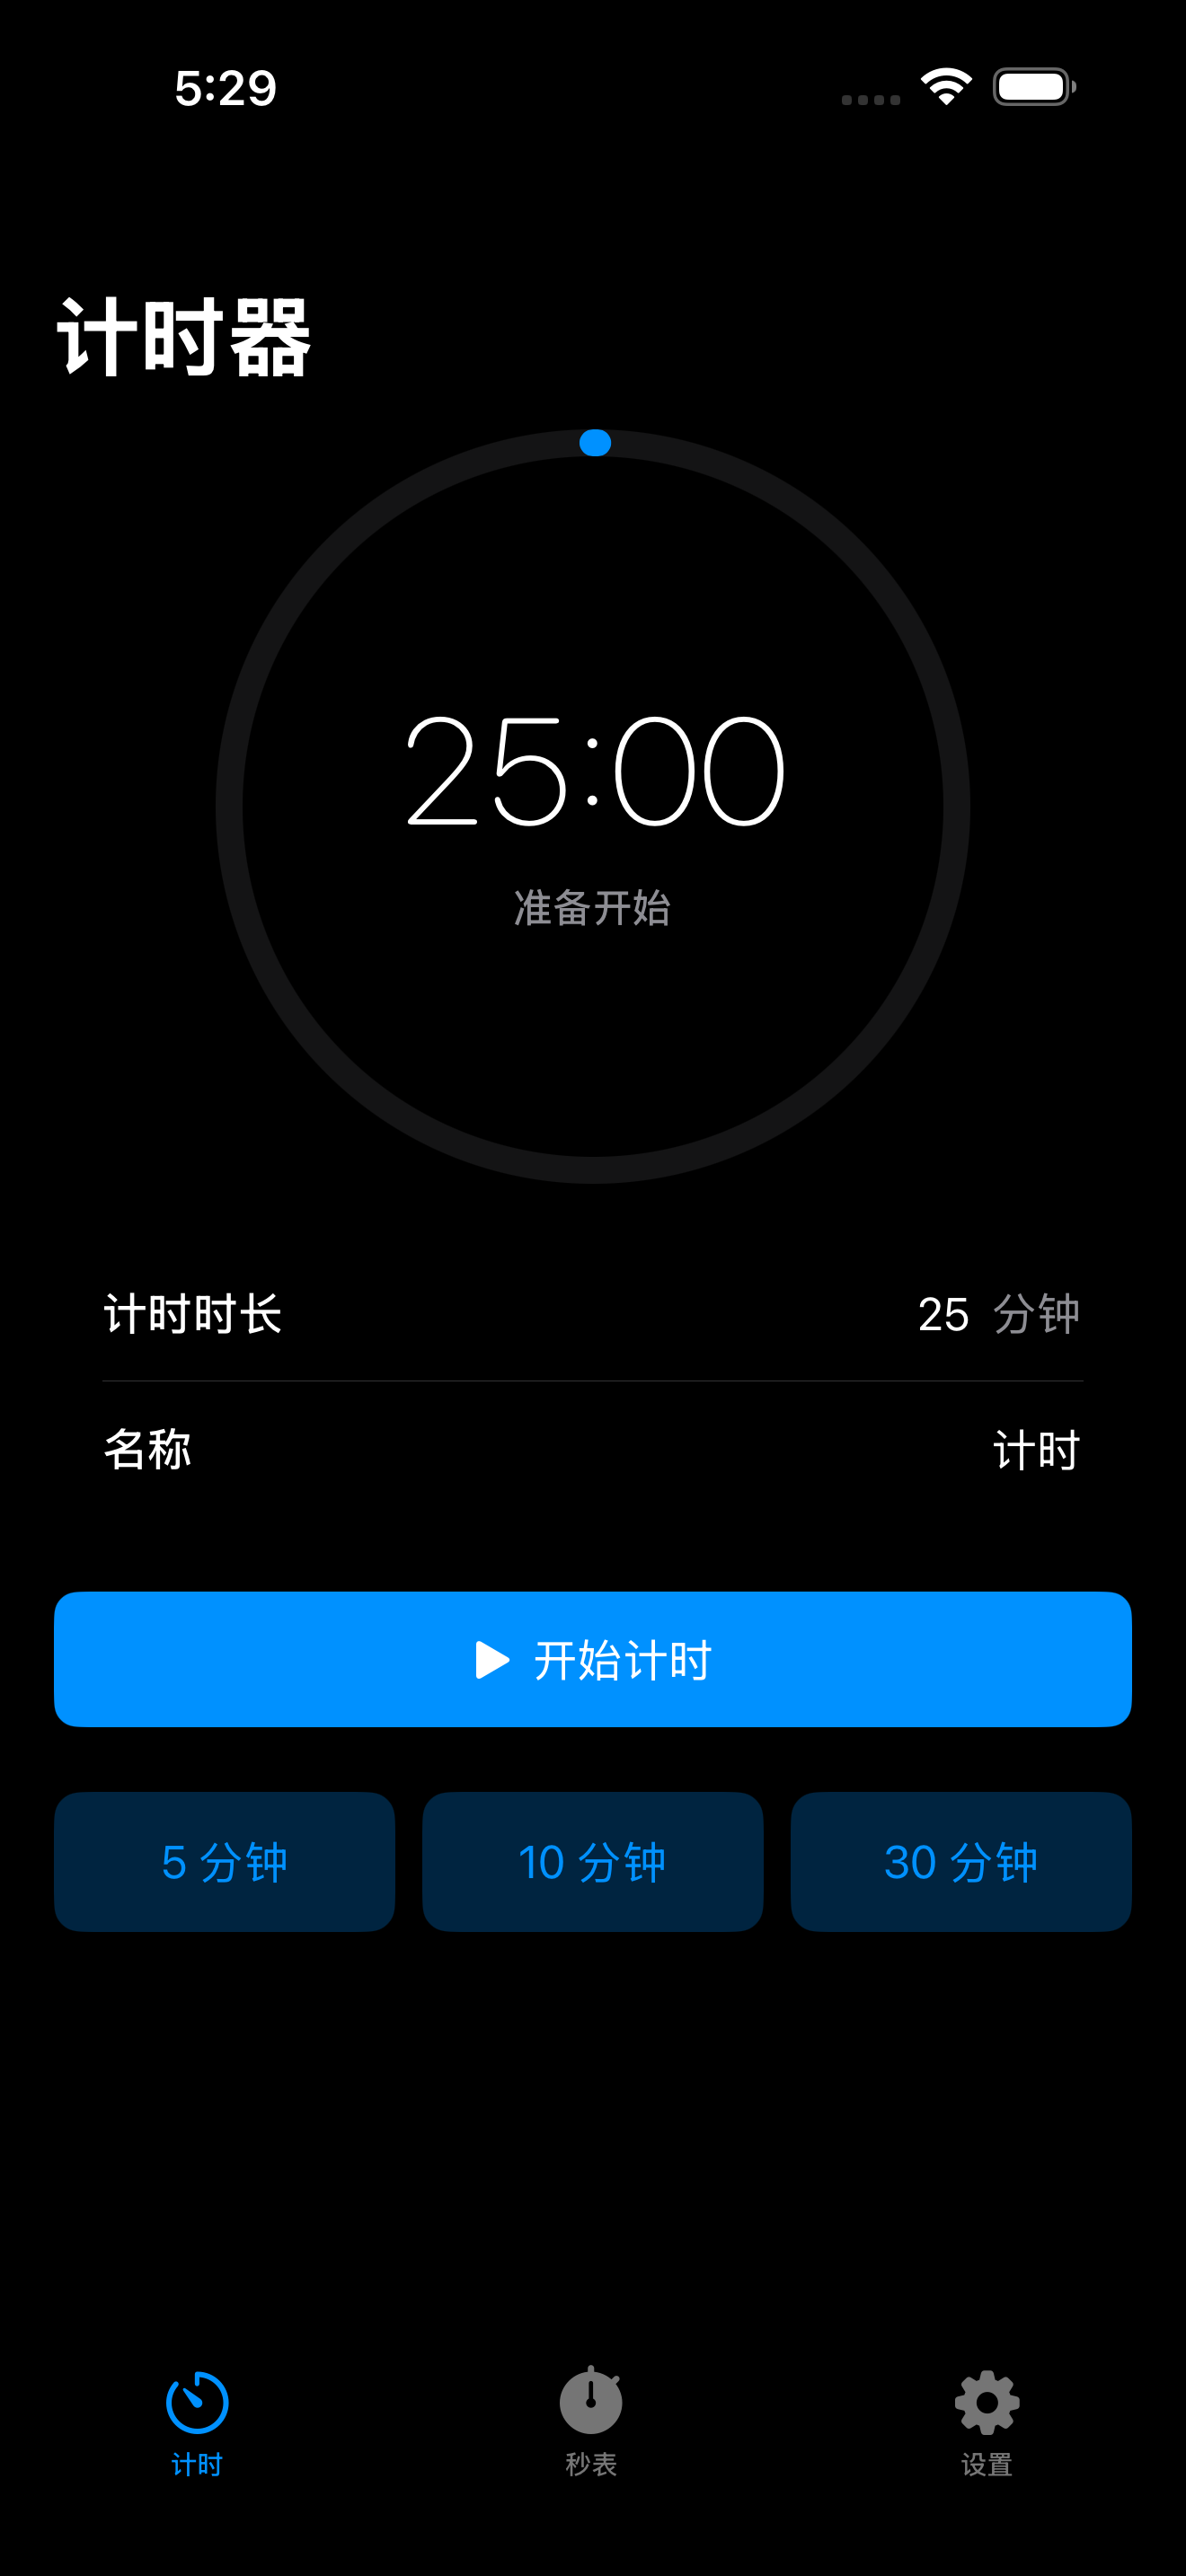 5:29
计时器
25:00
准备开始
计时时长 25 分钟
名称 计时
开始计时
5 分钟 10 分钟 30 分钟
计时 秒表 设置